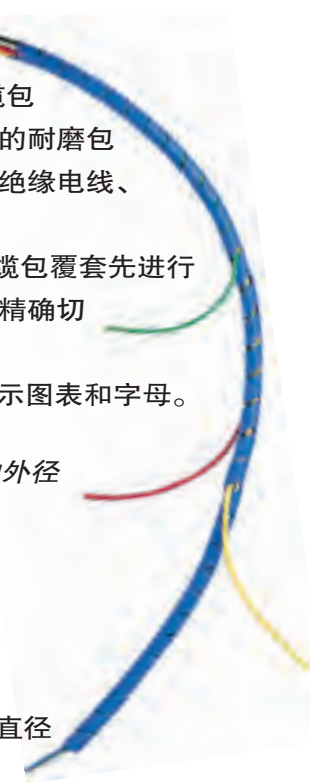 缆包
的耐磨包
绝缘电线、
缆包覆套先进行
精确切
示图表和字母。
外径
直径